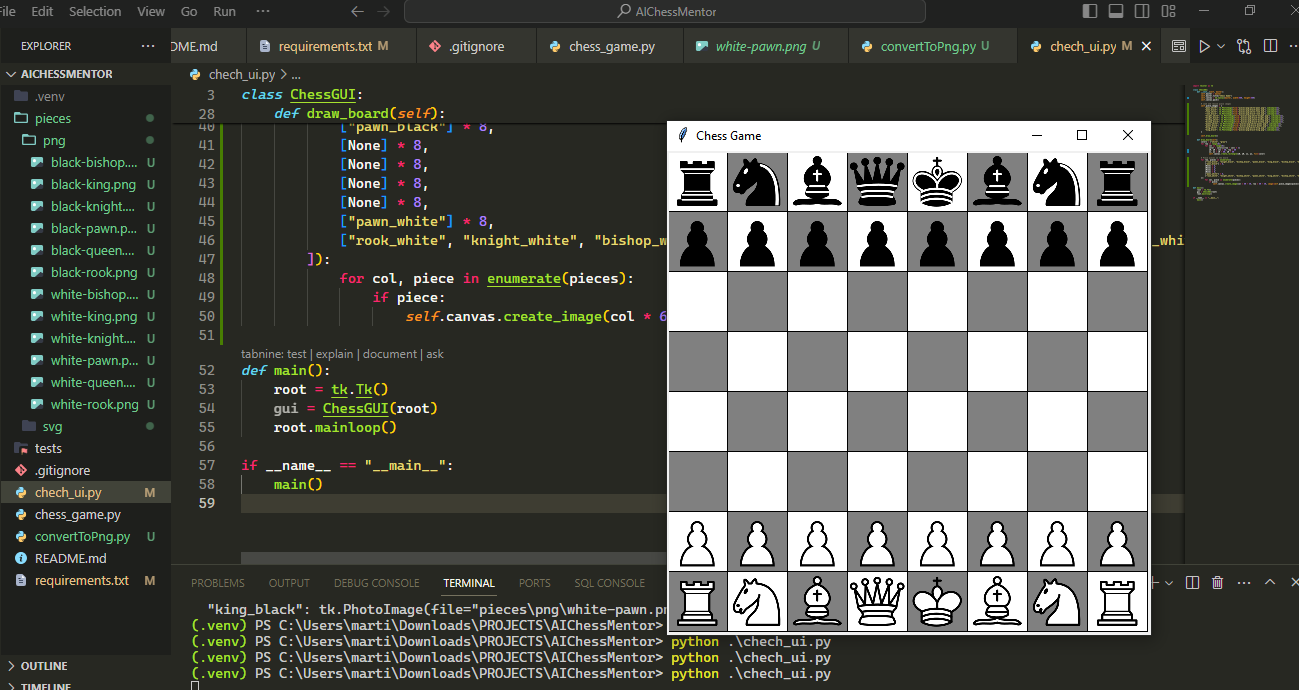 File Edit Selection View Go Run ··· AIChessMentor
EXPLORER ···
DME.md requirements.txt M .gitignore chess_game.py white-pawn.png U convertToPng.py U chech_ui.py M
AICHESSMENTOR
.venv
pieces
png
black-bishop.... U
black-king.png U
black-knight.... U
black-pawn.p... U
black-queen.... U
black-rook.png U
white-bishop.... U
white-king.png U
white-knight.... U
white-pawn.p... U
white-queen.... U
white-rook.png U
svg
tests
.gitignore
chech_ui.py M
chess_game.py
convertToPng.py U
README.md
requirements.txt M
OUTLINE
TIMELINE
chech_ui.py > ...
3 class ChessGUI:
28 def draw_board(self):
40 ["pawn_black"] * 8,
41 [None] * 8,
42 [None] * 8,
43 [None] * 8,
44 [None] * 8,
45 ["pawn_white"] * 8,
46 ["rook_white", "knight_white", "bishop_w _whi
47 ]):
48 for col, piece in enumerate(pieces):
49 if piece:
50 self.canvas.create_image(col * 6
51
tabnine: test | explain | document | ask
52 def main():
53 root = tk.Tk()
54 gui = ChessGUI(root)
55 root.mainloop()
56
57 if __name__ == "__main__":
58 main()
59
Chess Game
PROBLEMS OUTPUT DEBUG CONSOLE TERMINAL PORTS SQL CONSOLE
"king_black": tk.PhotoImage(file="pieces\png\white-pawn.pn
(.venv) PS C:\Users\marti\Downloads\PROJECTS\AIChessMentor>
(.venv) PS C:\Users\marti\Downloads\PROJECTS\AIChessMentor> python .\chech_ui.py
(.venv) PS C:\Users\marti\Downloads\PROJECTS\AIChessMentor> python .\chech_ui.py
(.venv) PS C:\Users\marti\Downloads\PROJECTS\AIChessMentor> python .\chech_ui.py